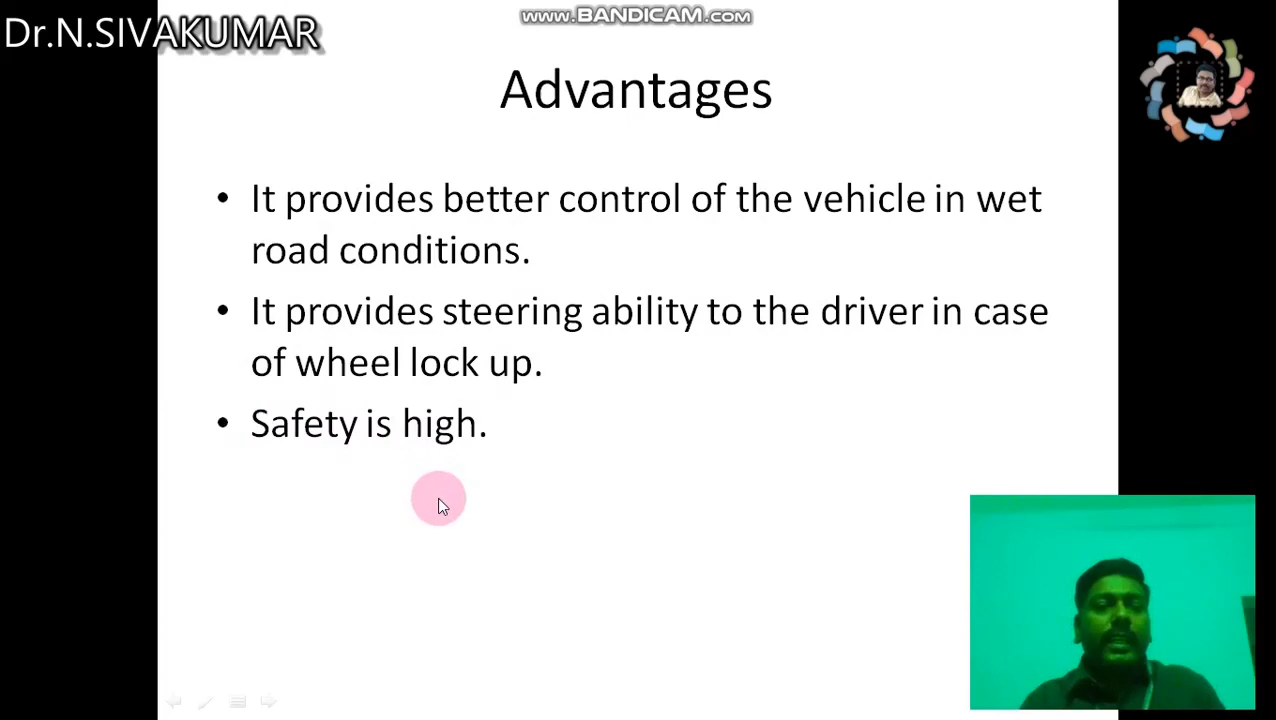 www.BANDICAM.com
Dr.N.SIVAKUMAR
Advantages
• It provides better control of the vehicle in wet
road conditions.
• It provides steering ability to the driver in case
of wheel lock up.
• Safety is high.